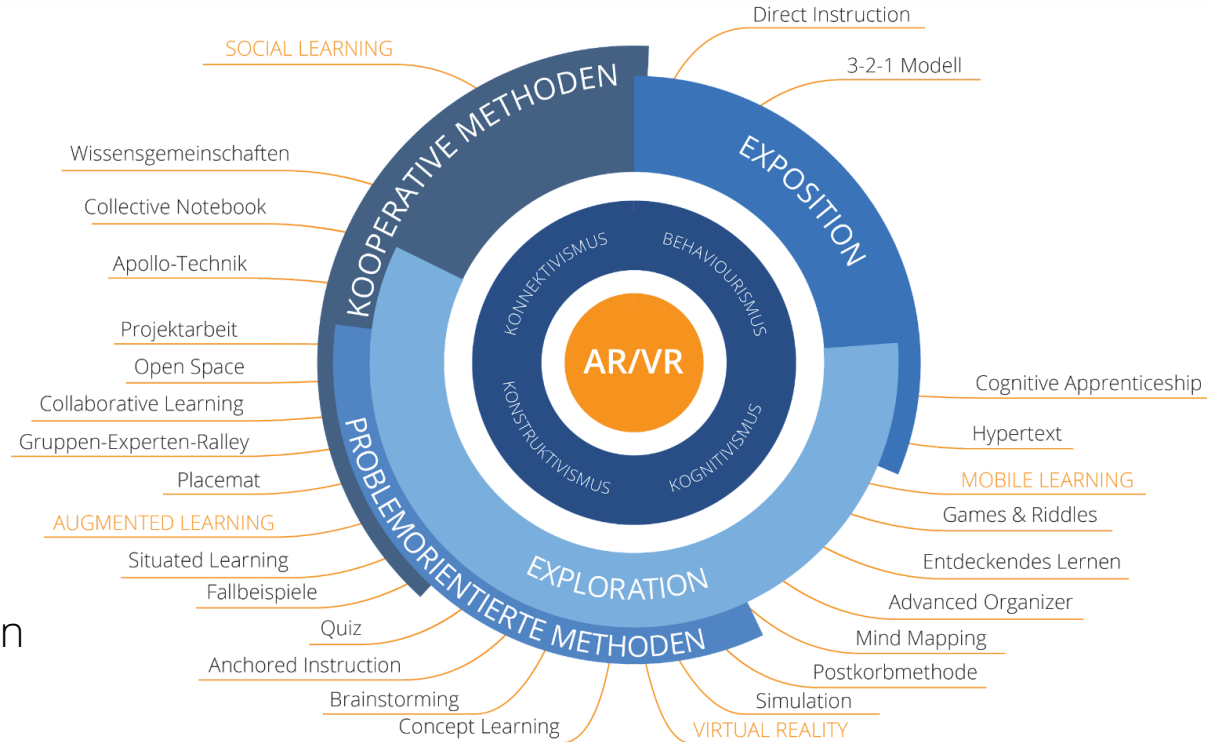 Direct Instruction
SOCIAL LEARNING
3-2-1 Modell
KOOPERATIVE METHODEN
EXPOSITION
Wissensgemeinschaften
Collective Notebook
Apollo-Technik
KONNEKTIVISMUS
BEHAVIOURISMUS
Projektarbeit
Open Space
AR/VR
Cognitive Apprenticeship
Collaborative Learning
Gruppen-Experten-Ralley
Hypertext
KONSTRUKTIVISMUS
KOGNITIVISMUS
Placemat
MOBILE LEARNING
Games & Riddles
AUGMENTED LEARNING
Situated Learning
Entdeckendes Lernen
EXPLORATION
PROBLEMORIENTIERTE METHODEN
Fallbeispiele
Advanced Organizer
n
Quiz
Mind Mapping
Anchored Instruction
Postkorbmethode
Brainstorming
Simulation
Concept Learning
VIRTUAL REALITY